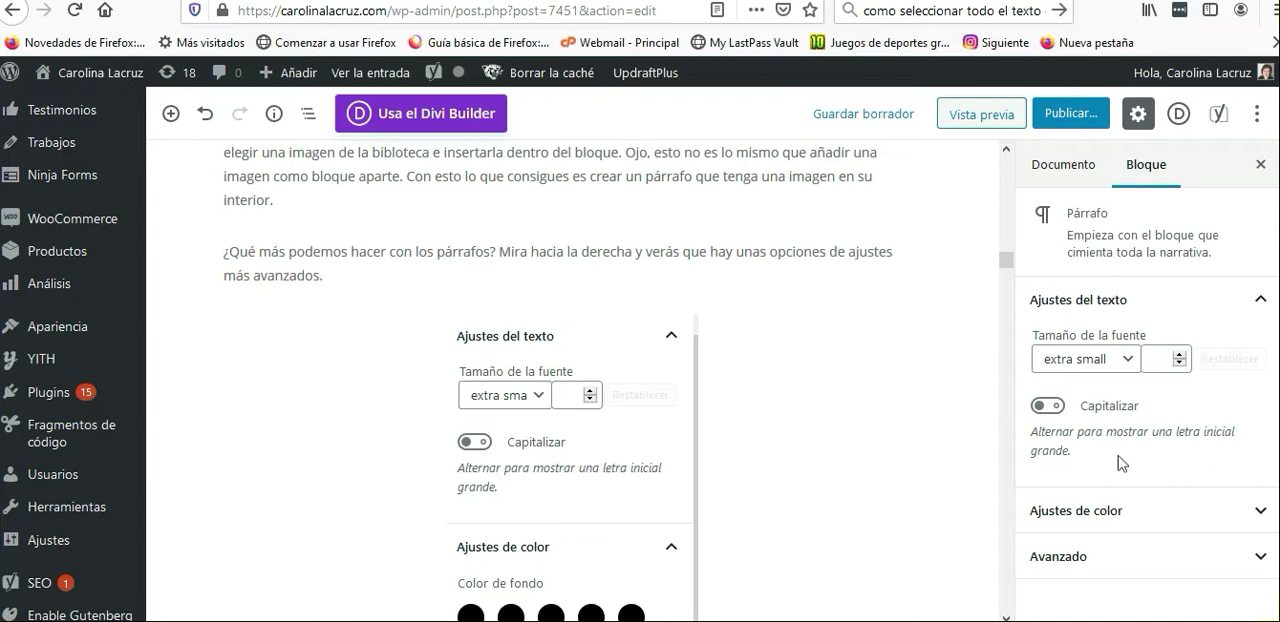 https://carolinalacruz.com/wp-admin/post.php?post=7451&action=edit
como seleccionar todo el texto
Novedades de Firefox:...
Más visitados
Comenzar a usar Firefox
Guía básica de Firefox:...
Webmail - Principal
My LastPass Vault
Juegos de deportes gr...
Siguiente
Nueva pestaña
Carolina Lacruz
18
0
Añadir
Ver la entrada
Borrar la caché
UpdraftPlus
Hola, Carolina Lacruz
Testimonios
Trabajos
Ninja Forms
WooCommerce
Productos
Análisis
Apariencia
YITH
Plugins 15
Fragmentos de
código
Usuarios
Herramientas
Ajustes
SEO 1
Enable Gutenberg
Usa el Divi Builder
Guardar borrador
Vista previa
Publicar...
elegir una imagen de la bibloteca e insertarla dentro del bloque. Ojo, esto no es lo mismo que añadir una
imagen como bloque aparte. Con esto lo que consigues es crear un párrafo que tenga una imagen en su
interior.
¿Qué más podemos hacer con los párrafos? Mira hacia la derecha y verás que hay unas opciones de ajustes
más avanzados.
Ajustes del texto
Tamaño de la fuente
extra sma
Restablecer
Capitalizar
Alternar para mostrar una letra inicial
grande.
Ajustes de color
Color de fondo
Documento
Bloque
Párrafo
Empieza con el bloque que
cimienta toda la narrativa.
Ajustes del texto
Tamaño de la fuente
extra small
Restablecer
Capitalizar
Alternar para mostrar una letra inicial
grande.
Ajustes de color
Avanzado